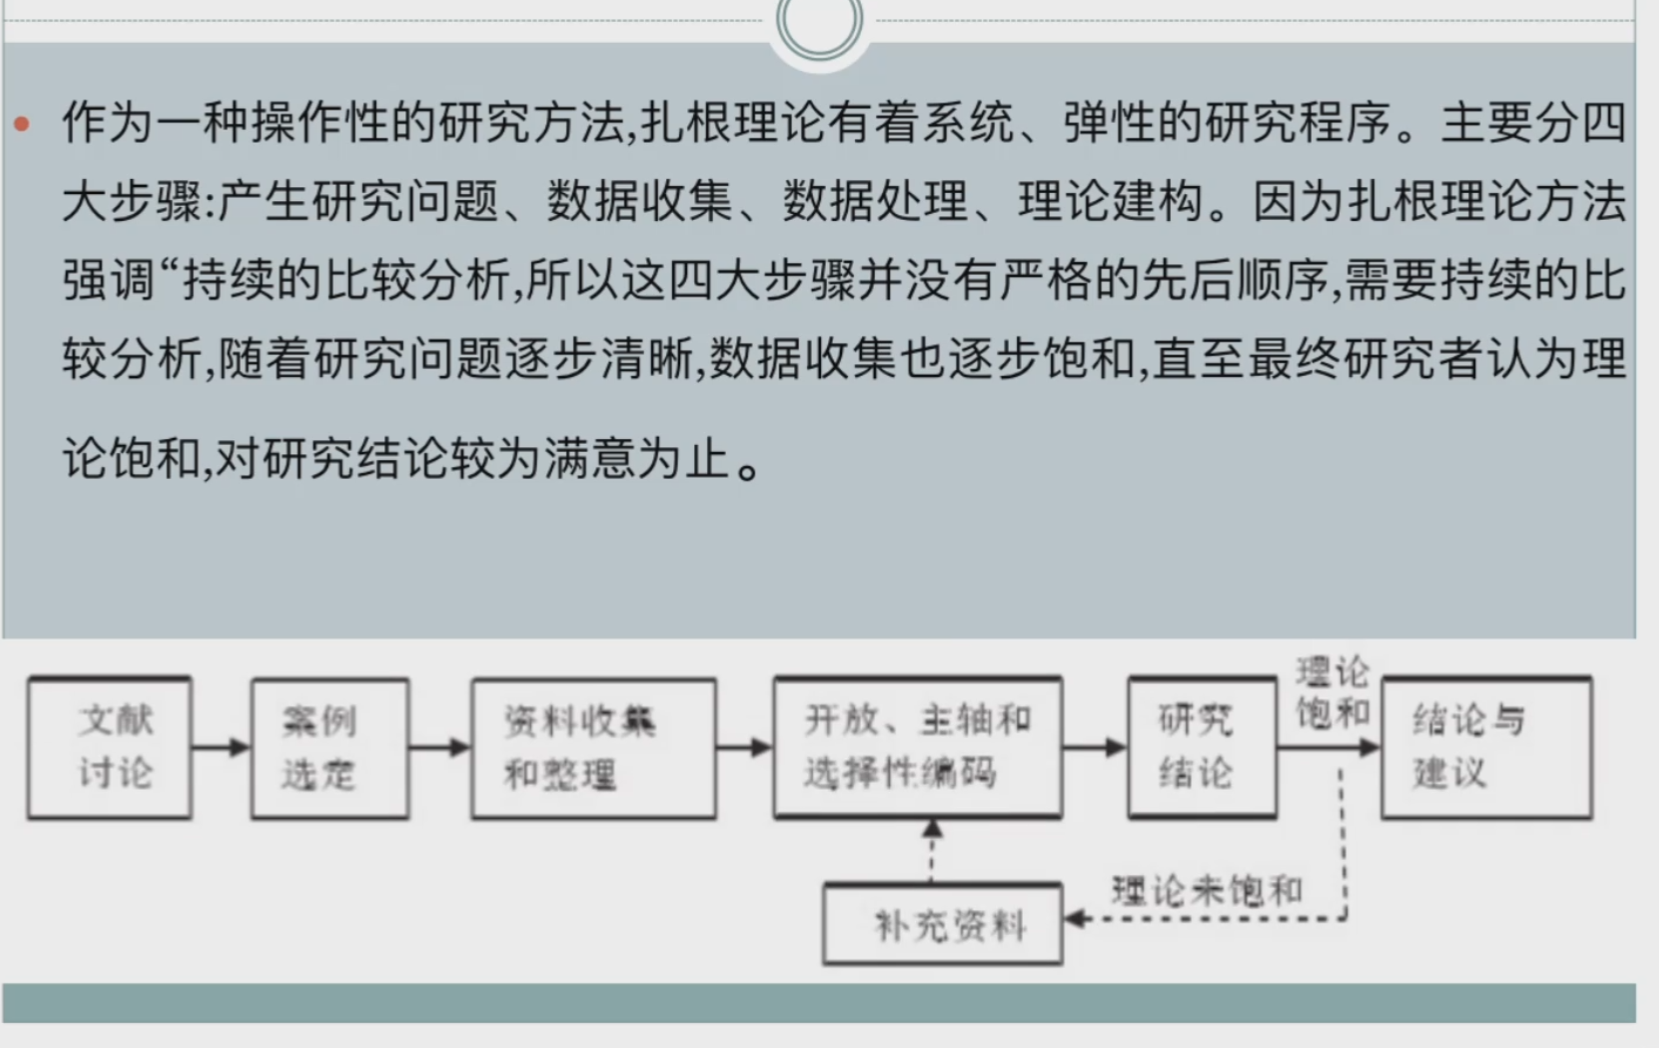 作为一种操作性的研究方法,扎根理论有着系统、弹性的研究程序。主要分四
大步骤:产生研究问题、数据收集、数据处理、理论建构。因为扎根理论方法
强调“持续的比较分析,所以这四大步骤并没有严格的先后顺序,需要持续的比
较分析,随着研究问题逐步清晰,数据收集也逐步饱和,直至最终研究者认为理
论饱和,对研究结论较为满意为止。
文献
讨论
案例
选定
资料收集
和整理
开放、主轴和
选择性编码
研究
结论
理论
饱和
结论与
建议
理论未饱和
补充资料